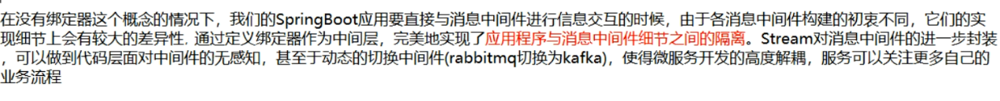 在没有绑定器这个概念的情况下，我们的SpringBoot应用要直接与消息中间件进行信息交互的时候，由于各消息中间件构建的初衷不同，它们的实
现细节上会有较大的差异性. 通过定义绑定器作为中间层，完美地实现了应用程序与消息中间件细节之间的隔离。Stream对消息中间件的进一步封装
，可以做到代码层面对中间件的无感知，甚至于动态的切换中间件(rabbitmq切换为kafka)，使得微服务开发的高度解耦，服务可以关注更多自己的
业务流程